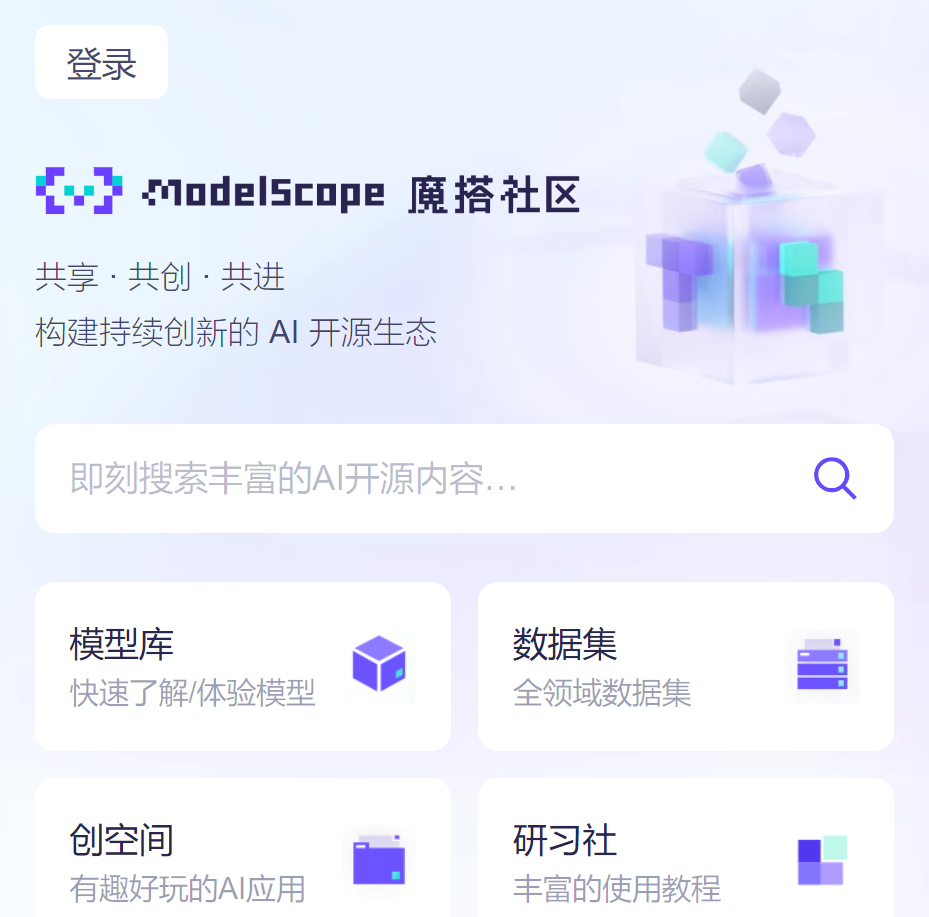 登录
ModelScope 魔搭社区
共享 · 共创 · 共进
构建持续创新的 AI 开源生态
即刻搜索丰富的AI开源内容...
模型库
快速了解/体验模型
数据集
全领域数据集
创空间
有趣好玩的AI应用
研习社
丰富的使用教程